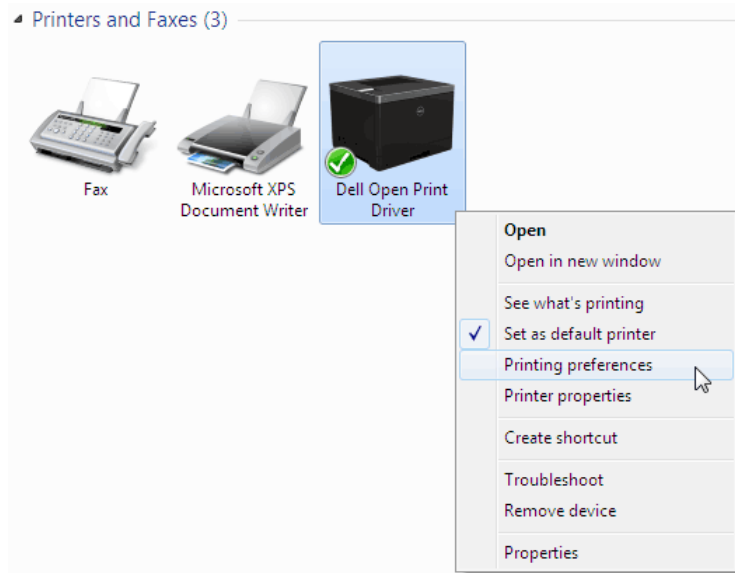 Printers and Faxes (3)
Fax
Microsoft XPS
Document Writer
Dell Open Print
Driver
Open
Open in new window
See what's printing
Set as default printer
Printing preferences
Printer properties
Create shortcut
Troubleshoot
Remove device
Properties